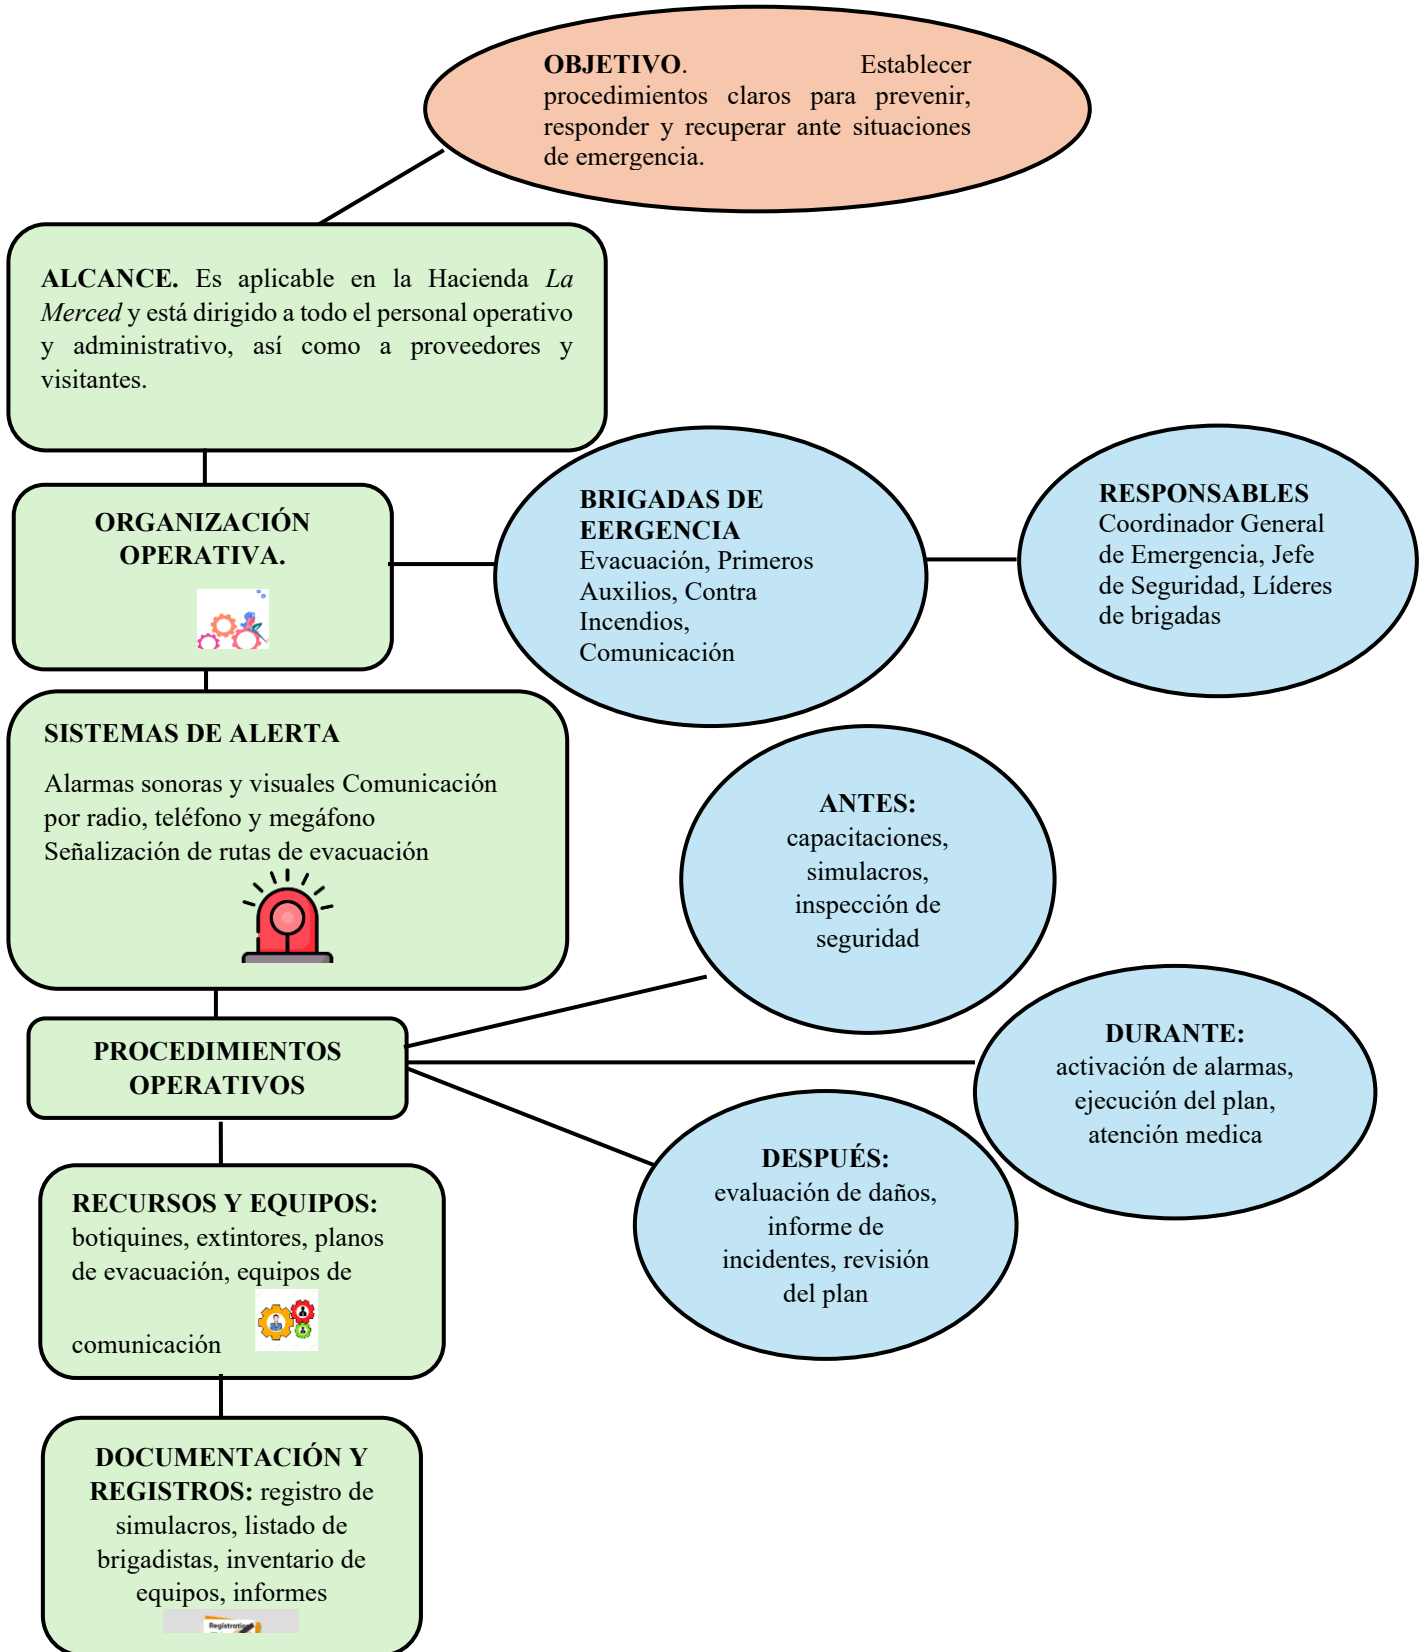 OBJETIVO. Establecer
procedimientos claros para prevenir,
responder y recuperar ante situaciones
de emergencia.
ALCANCE. Es aplicable en la Hacienda La
Merced y está dirigido a todo el personal operativo
y administrativo, así como a proveedores y
visitantes.
ORGANIZACIÓN
OPERATIVA.
BRIGADAS DE
EERGENCIA
Evacuación, Primeros
Auxilios, Contra
Incendios,
Comunicación
RESPONSABLES
Coordinador General
de Emergencia, Jefe
de Seguridad, Líderes
de brigadas
SISTEMAS DE ALERTA
Alarmas sonoras y visuales Comunicación
por radio, teléfono y megáfono
Señalización de rutas de evacuación
ANTES:
capacitaciones,
simulacros,
inspección de
seguridad
PROCEDIMIENTOS
OPERATIVOS
DURANTE:
activación de alarmas,
ejecución del plan,
atención medica
DESPUÉS:
evaluación de daños,
informe de
incidentes, revisión
del plan
RECURSOS Y EQUIPOS:
botiquines, extintores, planos
de evacuación, equipos de
comunicación
DOCUMENTACIÓN Y
REGISTROS: registro de
simulacros, listado de
brigadistas, inventario de
equipos, informes
Registration